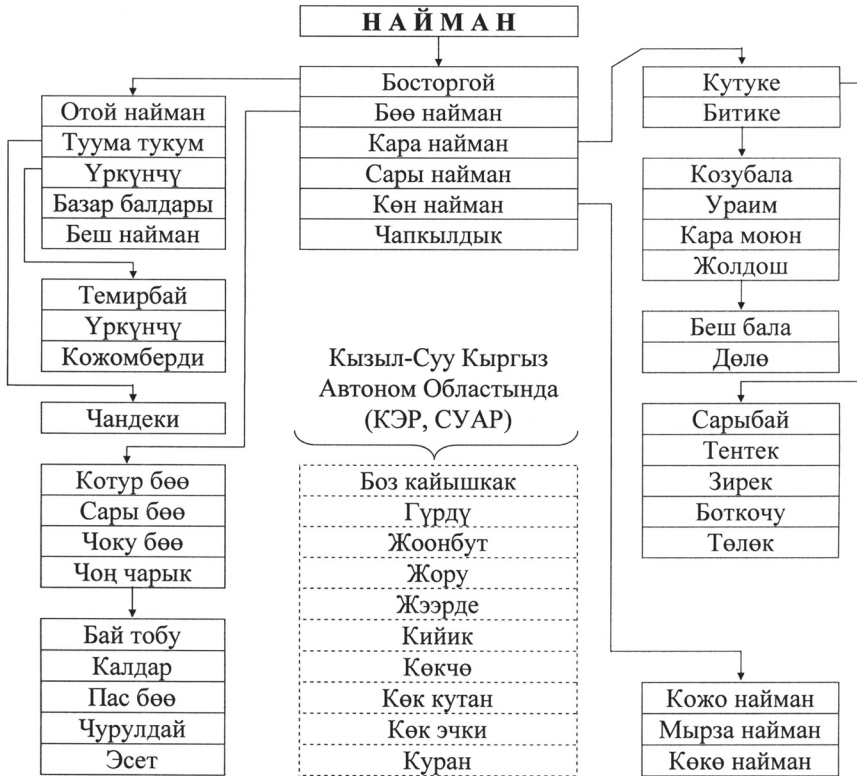 НАЙМАН
Босторгой
Бөө найман
Кара найман
Сары найман
Көн найман
Чапкылдык
Отой найман
Туума тукум
Үркүнчү
Базар балдары
Беш найман
Темирбай
Үркүнчү
Кожомберди
Чандеки
Котур бөө
Сары бөө
Чоку бөө
Чоң чарык
Бай тобу
Калдар
Пас бөө
Чурулдай
Эсет
Кызыл-Суу Кыргыз
Автоном Областында
(КЭР, СУАР)
Боз кайышкак
Гүрдү
Жоонбут
Жору
Жээрде
Кийик
Көкчө
Көк кутан
Көк эчки
Куран
Кутуке
Битике
Козубала
Ураим
Кара моюн
Жолдош
Беш бала
Дөлө
Сарыбай
Тентек
Зирек
Боткочу
Төлөк
Кожо найман
Мырза найман
Көкө найман